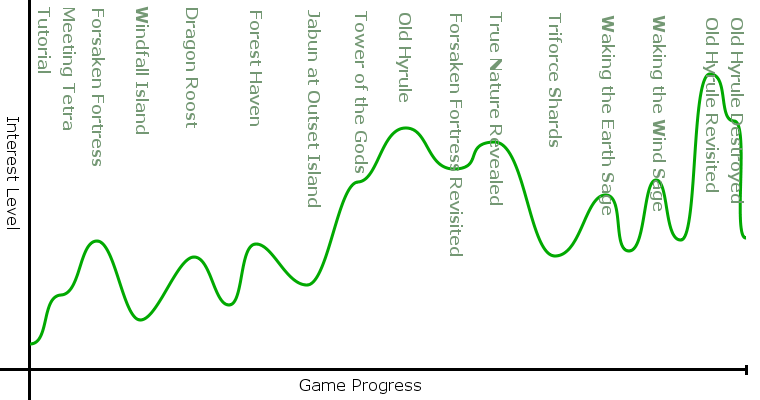 Tutorial
Meeting Tetra
Forsaken Fortress
Windfall Island
Dragon Roost
Forest Haven
Jabun at Outset Island
Tower of the Gods
Old Hyrule
Forsaken Fortress Revisited
True Nature Revealed
Triforce Shards
Waking the Earth Sage
Waking the Wind Sage
Old Hyrule Revisited
Old Hyrule Destroyed
Interest Level
Game Progress